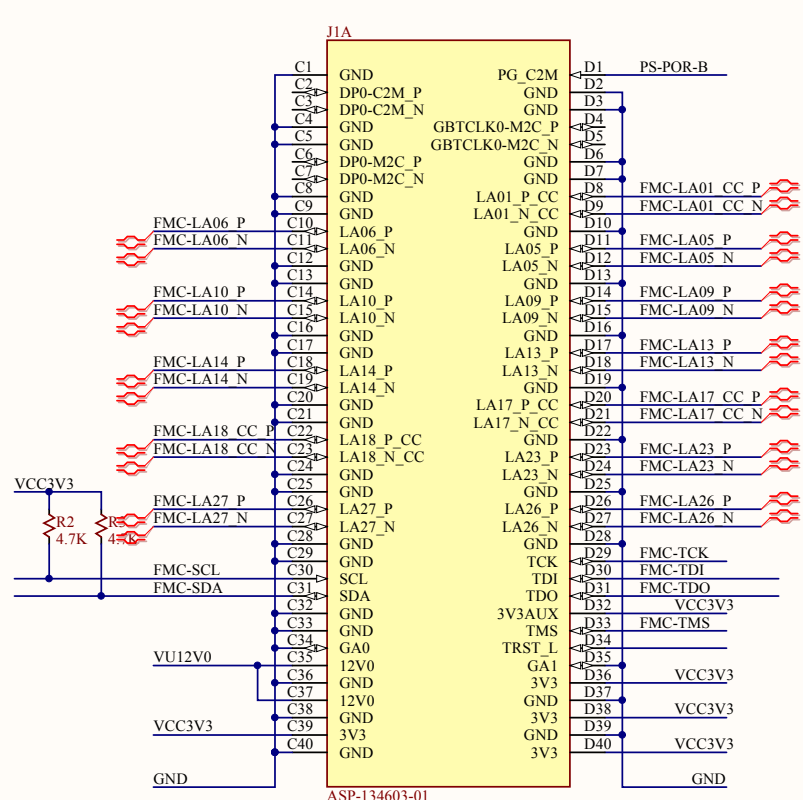 J1A
C1 GND PG_C2M D1 PS-POR-B
C2 DP0-C2M_P GND D2
C3 DP0-C2M_N GND D3
C4 GND GBTCLK0-M2C_P D4
C5 GND GBTCLK0-M2C_N D5
C6 DP0-M2C_P GND D6
C7 DP0-M2C_N GND D7
C8 GND LA01_P_CC D8 FMC-LA01_CC_P
C9 GND LA01_N_CC D9 FMC-LA01_CC_N
FMC-LA06_P C10 LA06_P GND D10
FMC-LA06_N C11 LA06_N LA05_P D11 FMC-LA05_P
C12 GND LA05_N D12 FMC-LA05_N
C13 GND GND D13
FMC-LA10_P C14 LA10_P LA09_P D14 FMC-LA09_P
FMC-LA10_N C15 LA10_N LA09_N D15 FMC-LA09_N
C16 GND GND D16
C17 GND LA13_P D17 FMC-LA13_P
FMC-LA14_P C18 LA14_P LA13_N D18 FMC-LA13_N
FMC-LA14_N C19 LA14_N GND D19
C20 GND LA17_P_CC D20 FMC-LA17_CC_P
C21 GND LA17_N_CC D21 FMC-LA17_CC_N
FMC-LA18_CC_P C22 LA18_P_CC GND D22
FMC-LA18_CC_N C23 LA18_N_CC LA23_P D23 FMC-LA23_P
C24 GND LA23_N D24 FMC-LA23_N
VCC3V3 C25 GND GND D25
FMC-LA27_P C26 LA27_P LA26_P D26 FMC-LA26_P
R2 FMC-LA27_N C27 LA27_N LA26_N D27 FMC-LA26_N
4.7K C28 GND GND D28
C29 GND TCK D29 FMC-TCK
FMC-SCL C30 SCL TDI D30 FMC-TDI
FMC-SDA C31 SDA TDO D31 FMC-TDO
C32 GND 3V3AUX D32 VCC3V3
C33 GND TMS D33 FMC-TMS
C34 GA0 TRST_L D34
VU12V0 C35 12V0 GA1 D35
C36 GND 3V3 D36 VCC3V3
C37 12V0 GND D37
C38 GND 3V3 D38 VCC3V3
VCC3V3 C39 3V3 GND D39
C40 GND 3V3 D40 VCC3V3
GND GND
ASP-134603-01